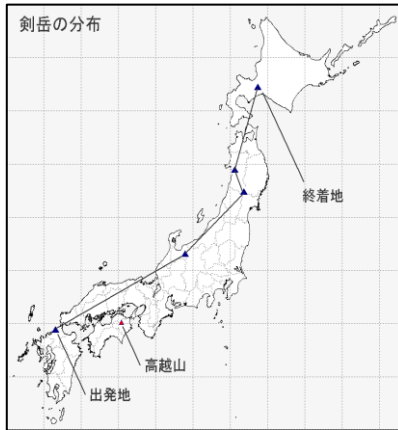 剣岳の分布
終着地
高越山
出発地